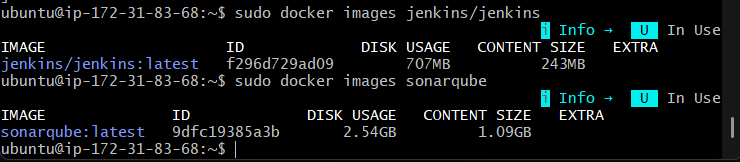 ubuntu@ip-172-31-83-68:~$ sudo docker images jenkins/jenkins
i Info → U In Use
IMAGE ID DISK USAGE CONTENT SIZE EXTRA
jenkins/jenkins:latest f296d729ad09 707MB 243MB
ubuntu@ip-172-31-83-68:~$ sudo docker images sonarqube
i Info → U In Use
IMAGE ID DISK USAGE CONTENT SIZE EXTRA
sonarqube:latest 9dfc19385a3b 2.54GB 1.09GB
ubuntu@ip-172-31-83-68:~$